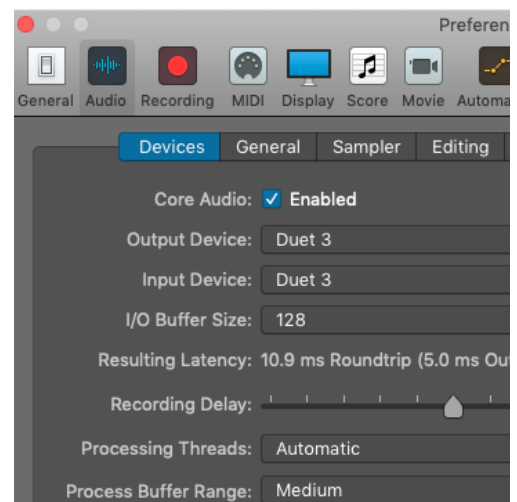 Preferen
General Audio Recording MIDI Display Score Movie Automa
Devices General Sampler Editing
Core Audio: Enabled
Output Device: Duet 3
Input Device: Duet 3
I/O Buffer Size: 128
Resulting Latency: 10.9 ms Roundtrip (5.0 ms Ou
Recording Delay:
Processing Threads: Automatic
Process Buffer Range: Medium